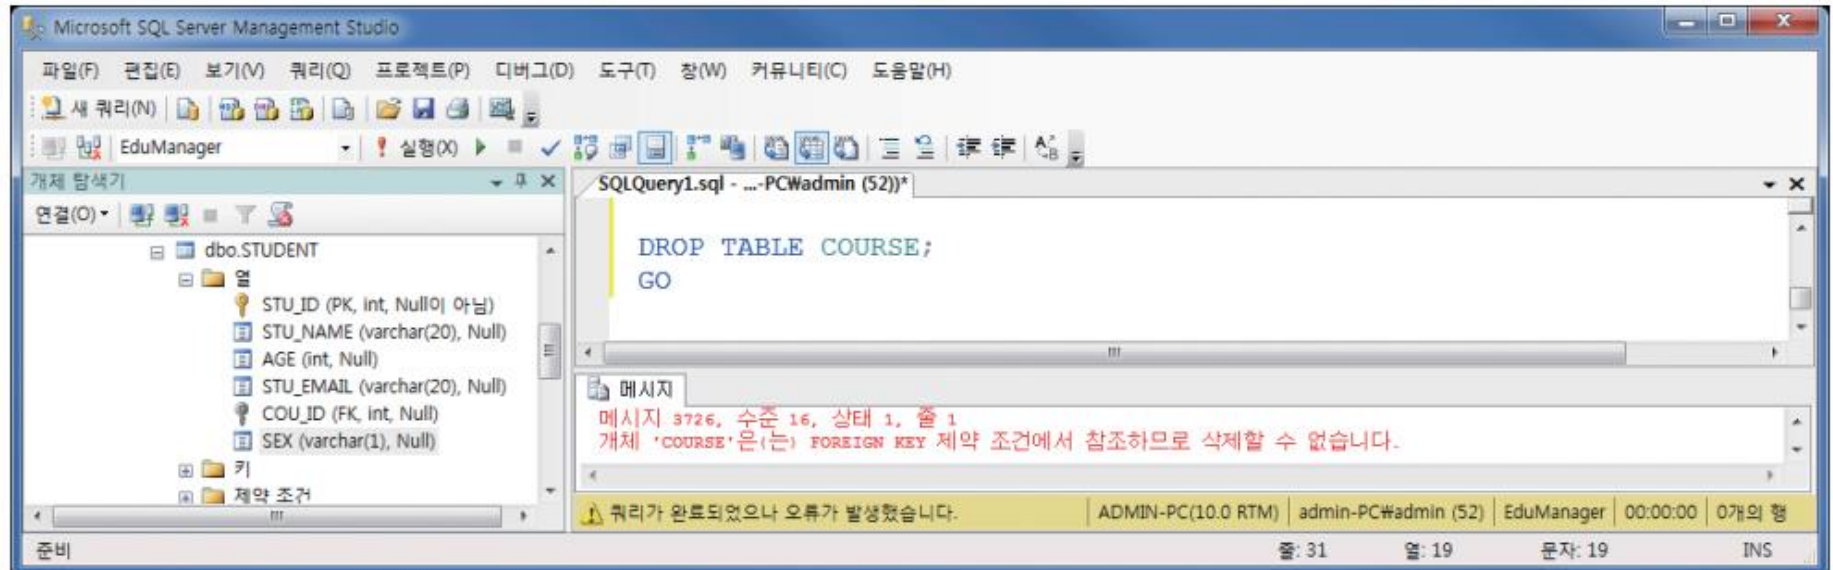 Microsoft SQL Server Management Studio
파일(F) 편집(E) 보기(V) 쿼리(Q) 프로젝트(P) 디버그(D) 도구(T) 창(W) 커뮤니티(C) 도움말(H)
새 쿼리(N)
EduManager 실행(X)
개체 탐색기
연결(O)
dbo.STUDENT
열
STU_ID (PK, int, Null이 아님)
STU_NAME (varchar(20), Null)
AGE (int, Null)
STU_EMAIL (varchar(20), Null)
COU_ID (FK, int, Null)
SEX (varchar(1), Null)
키
제약 조건
SQLQuery1.sql - ...-PC₩admin (52))*
DROP TABLE COURSE;
GO
메시지
메시지 3726, 수준 16, 상태 1, 줄 1
개체 'COURSE'은(는) FOREIGN KEY 제약 조건에서 참조하므로 삭제할 수 없습니다.
쿼리가 완료되었으나 오류가 발생했습니다. ADMIN-PC(10.0 RTM) admin-PC₩admin (52) EduManager 00:00:00 0개의 행
준비 줄: 31 열: 19 문자: 19 INS